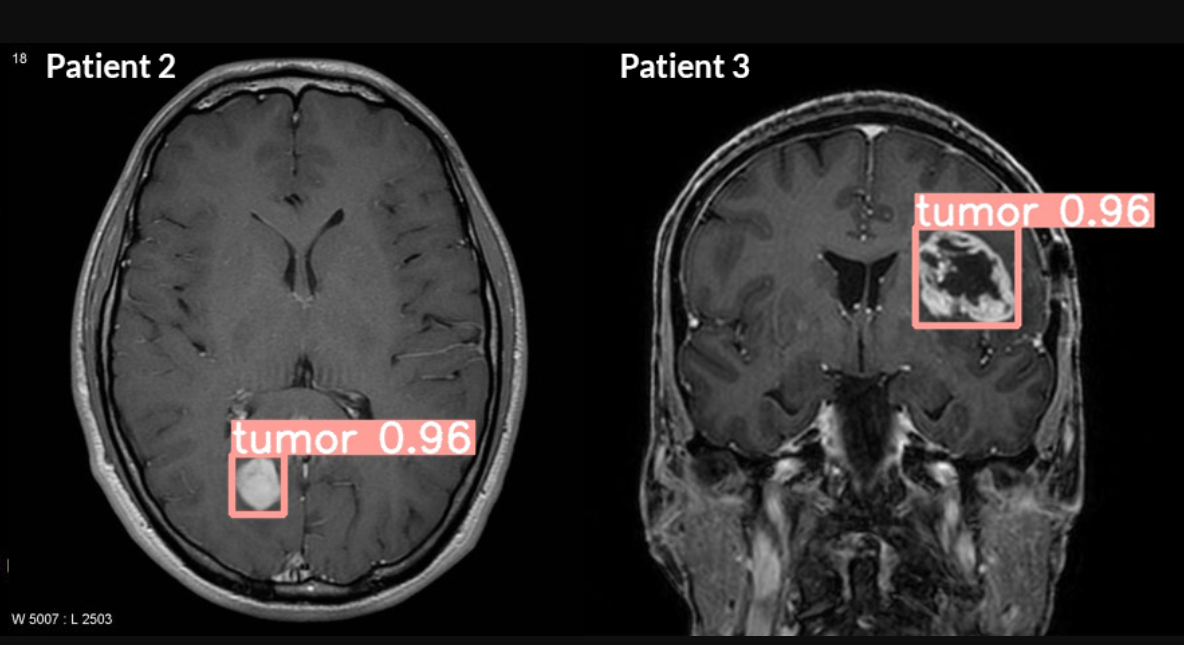 18
Patient 2
Patient 3
tumor 0.96
tumor 0.96
W 5007 : L 2503